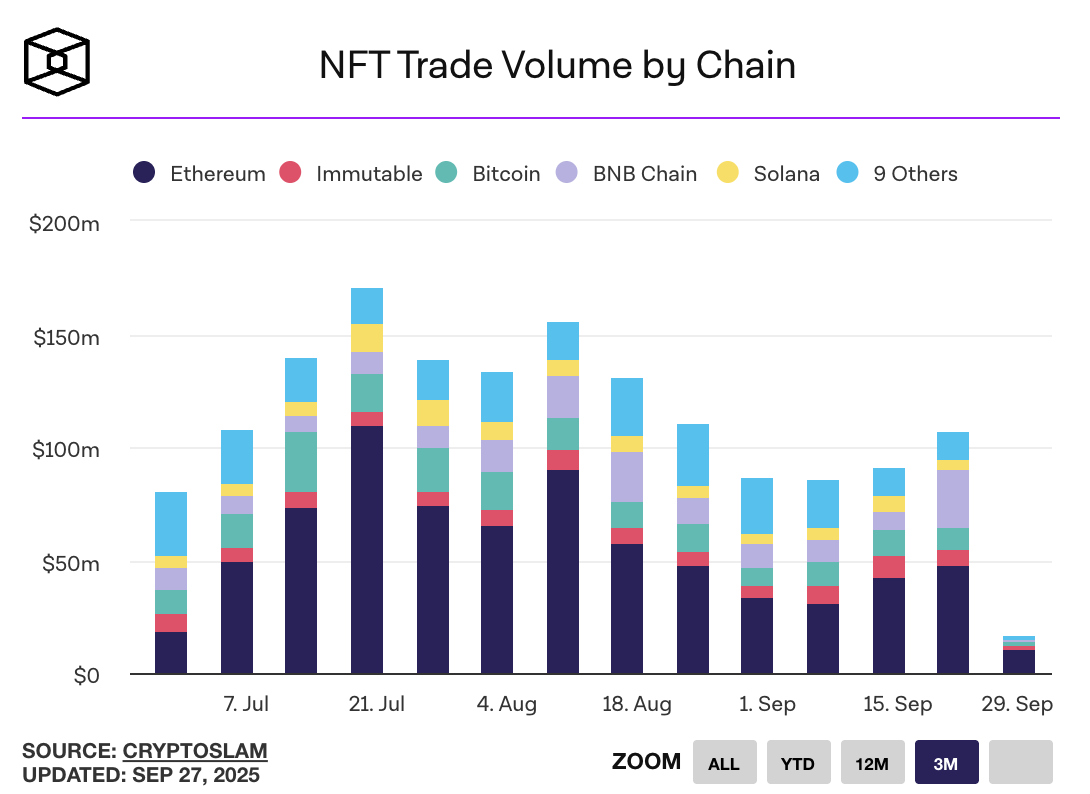 NFT Trade Volume by Chain
Ethereum Immutable Bitcoin BNB Chain Solana 9 Others
$200m
$150m
$100m
$50m
$0
7. Jul 21. Jul 4. Aug 18. Aug 1. Sep 15. Sep 29. Sep
SOURCE: CRYPTOSLAM
UPDATED: SEP 27, 2025
ZOOM ALL YTD 12M 3M